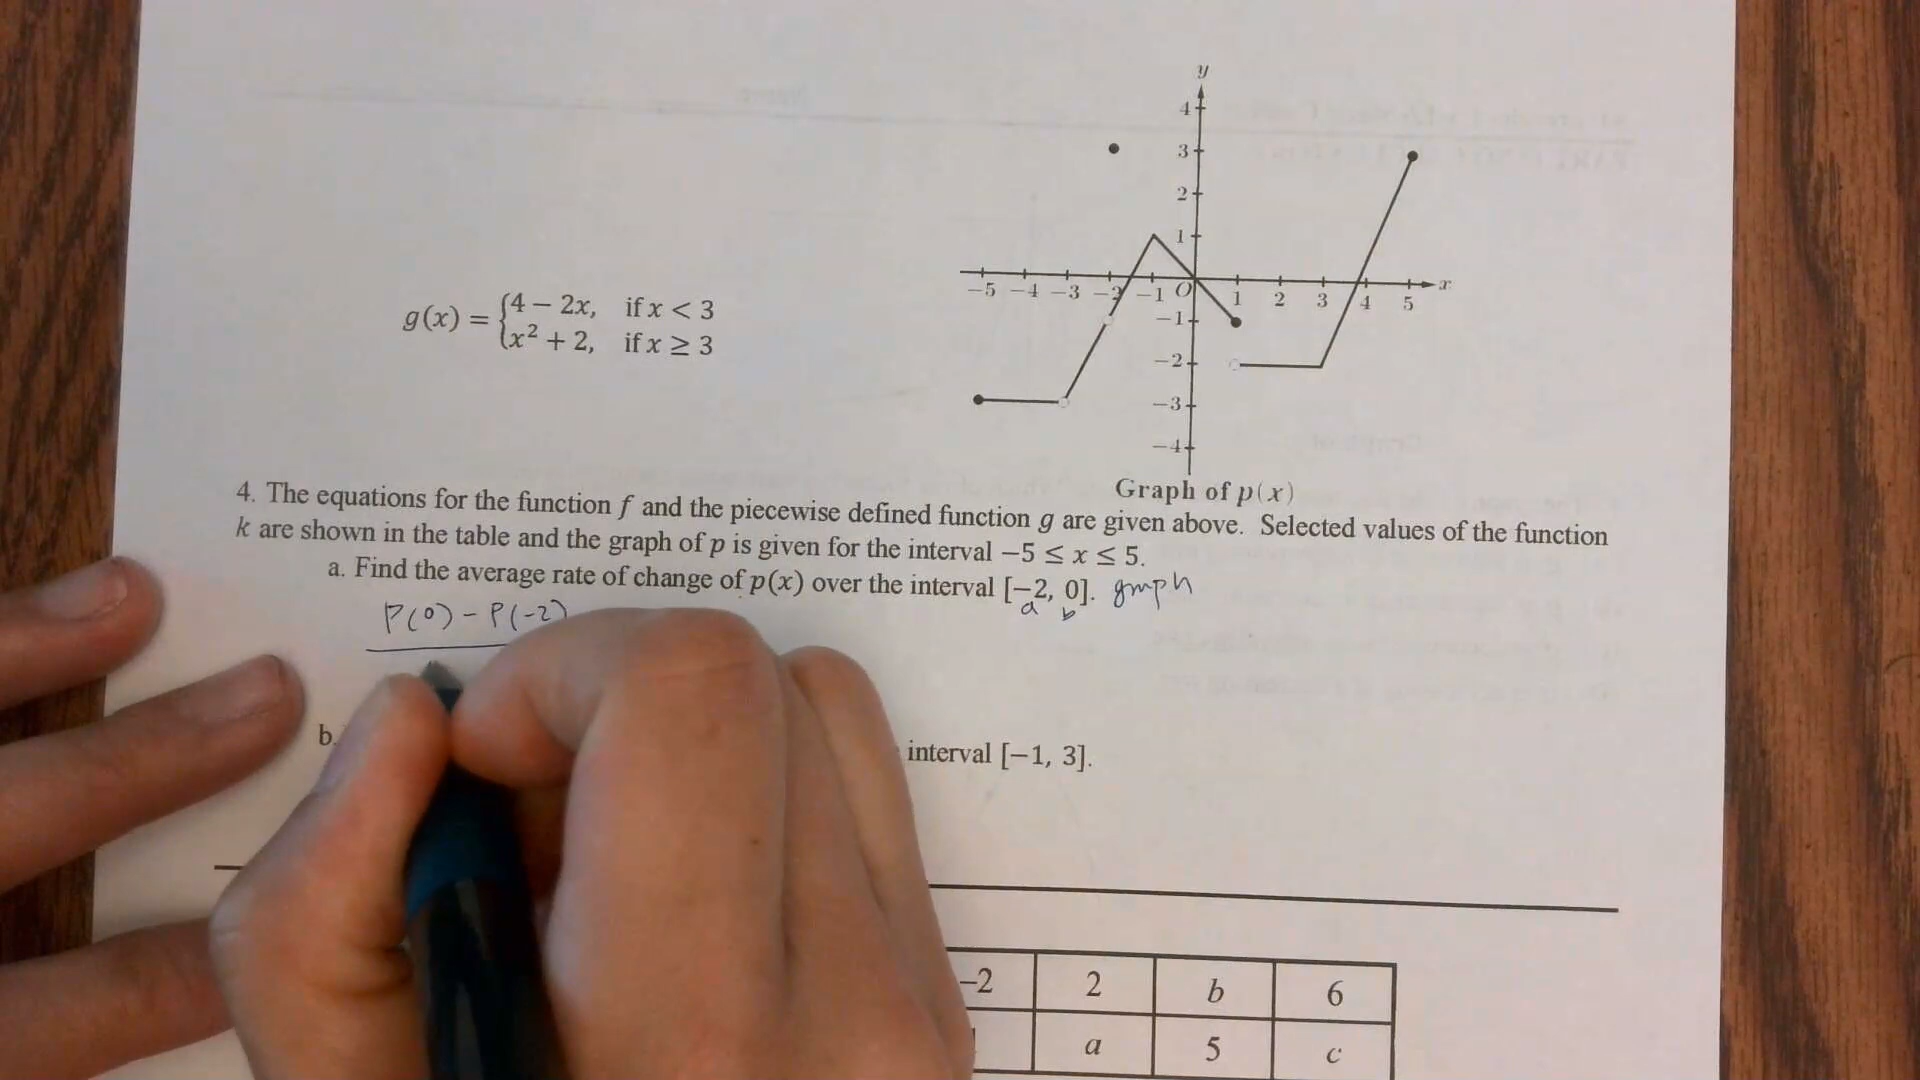 y
4
3
2
1
-5 -4 -3 -2 -1 O 1 2 3 4 5 x
-1
-2
-3
-4
Graph of p(x)
g(x) = {4 − 2x, if x < 3
x² + 2, if x ≥ 3
4. The equations for the function f and the piecewise defined function g are given above. Selected values of the function
k are shown in the table and the graph of p is given for the interval −5 ≤ x ≤ 5.
a. Find the average rate of change of p(x) over the interval [−2, 0]. graph
a b
P(0) - P(-2)
b. interval [−1, 3].
−2 2 b 6
a 5 c